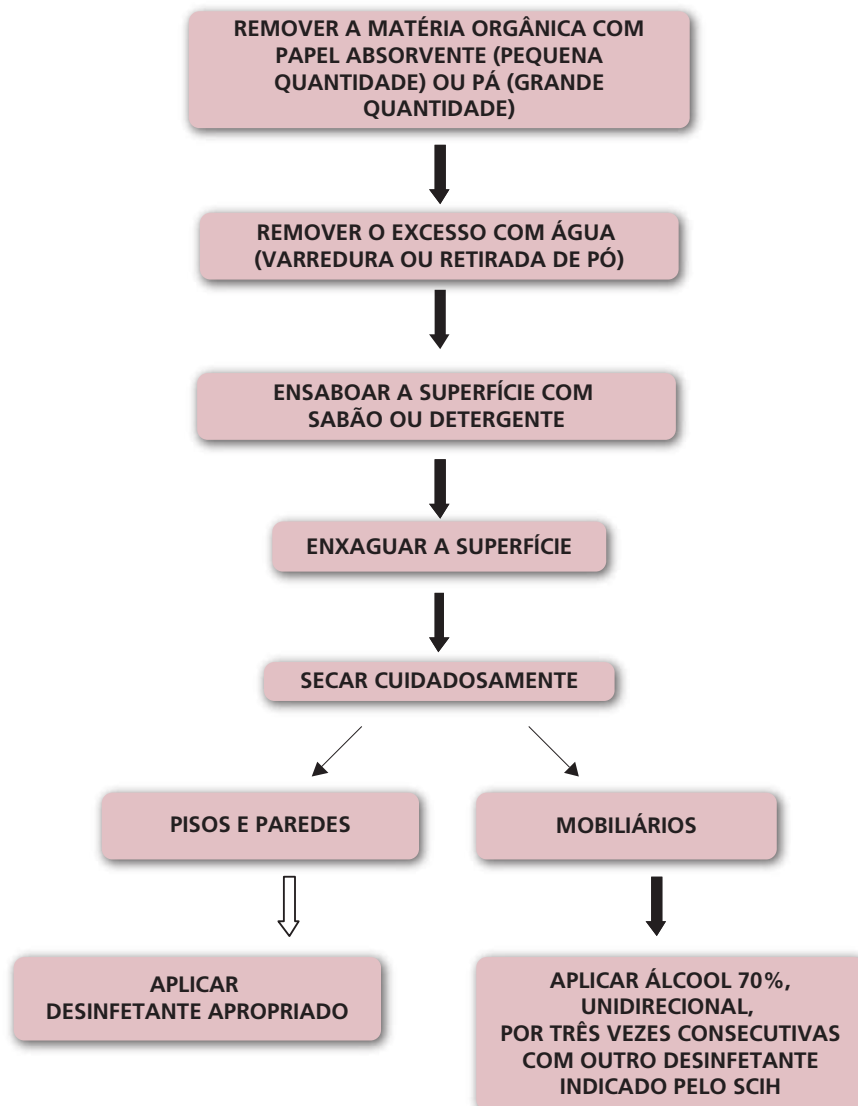 REMOVER A MATÉRIA ORGÂNICA COM
PAPEL ABSORVENTE (PEQUENA
QUANTIDADE) OU PÁ (GRANDE
QUANTIDADE)
REMOVER O EXCESSO COM ÁGUA
(VARREDURA OU RETIRADA DE PÓ)
ENSABOAR A SUPERFÍCIE COM
SABÃO OU DETERGENTE
ENXAGUAR A SUPERFÍCIE
SECAR CUIDADOSAMENTE
PISOS E PAREDES
MOBILIÁRIOS
APLICAR
DESINFETANTE APROPRIADO
APLICAR ÁLCOOL 70%,
UNIDIRECIONAL,
POR TRÊS VEZES CONSECUTIVAS
COM OUTRO DESINFETANTE
INDICADO PELO SCIH